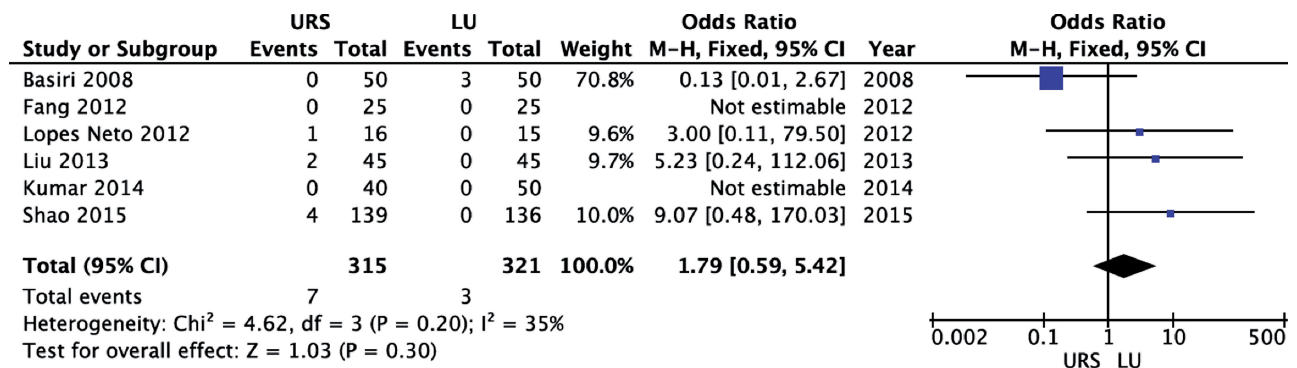 URS LU Odds Ratio Odds Ratio
Study or Subgroup Events Total Events Total Weight M-H, Fixed, 95% CI Year M-H, Fixed, 95% CI
Basiri 2008 0 50 3 50 70.8% 0.13 [0.01, 2.67] 2008
Fang 2012 0 25 0 25 Not estimable 2012
Lopes Neto 2012 1 16 0 15 9.6% 3.00 [0.11, 79.50] 2012
Liu 2013 2 45 0 45 9.7% 5.23 [0.24, 112.06] 2013
Kumar 2014 0 40 0 50 Not estimable 2014
Shao 2015 4 139 0 136 10.0% 9.07 [0.48, 170.03] 2015
Total (95% CI) 315 321 100.0% 1.79 [0.59, 5.42]
Total events 7 3
Heterogeneity: Chi² = 4.62, df = 3 (P = 0.20); I² = 35%
Test for overall effect: Z = 1.03 (P = 0.30)
0.002 0.1 1 10 500
URS LU